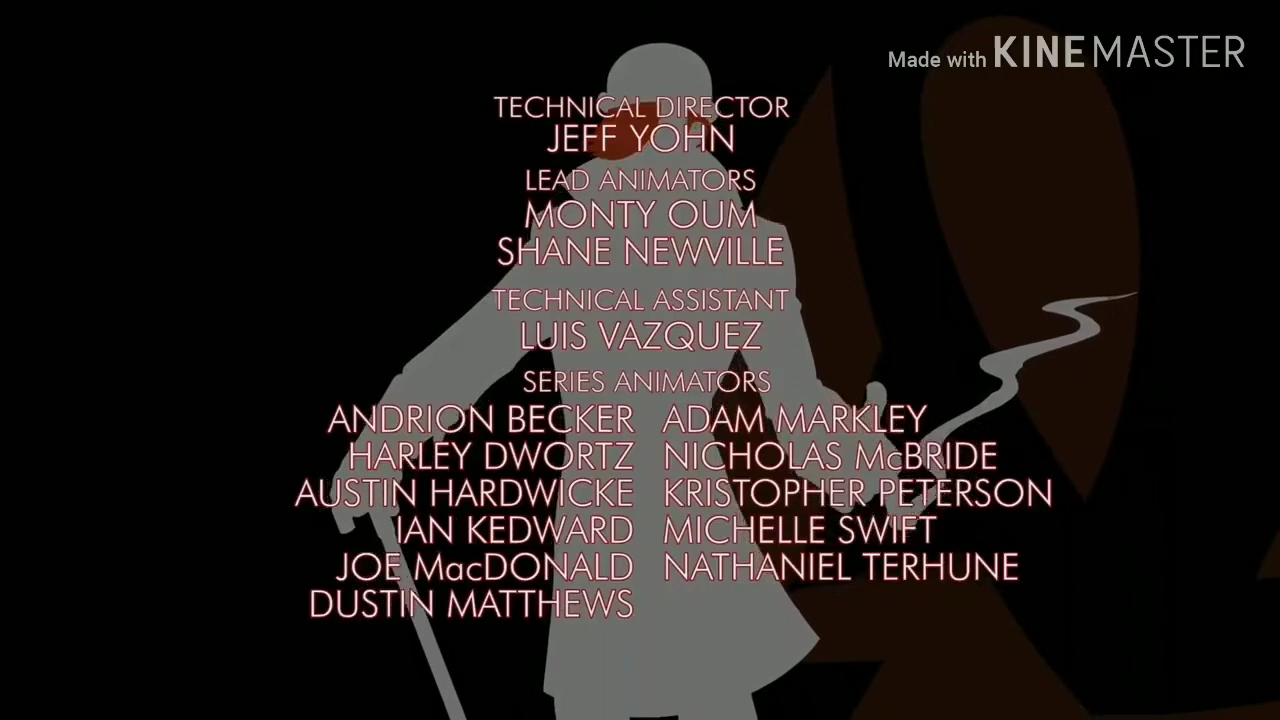 Made with KINEMASTER
TECHNICAL DIRECTOR
JEFF YOHN
LEAD ANIMATORS
MONTY OUM
SHANE NEWVILLE
TECHNICAL ASSISTANT
LUIS VAZQUEZ
SERIES ANIMATORS
ANDRION BECKER ADAM MARKLEY
HARLEY DWORTZ NICHOLAS McBRIDE
AUSTIN HARDWICKE KRISTOPHER PETERSON
IAN KEDWARD MICHELLE SWIFT
JOE MacDONALD NATHANIEL TERHUNE
DUSTIN MATTHEWS